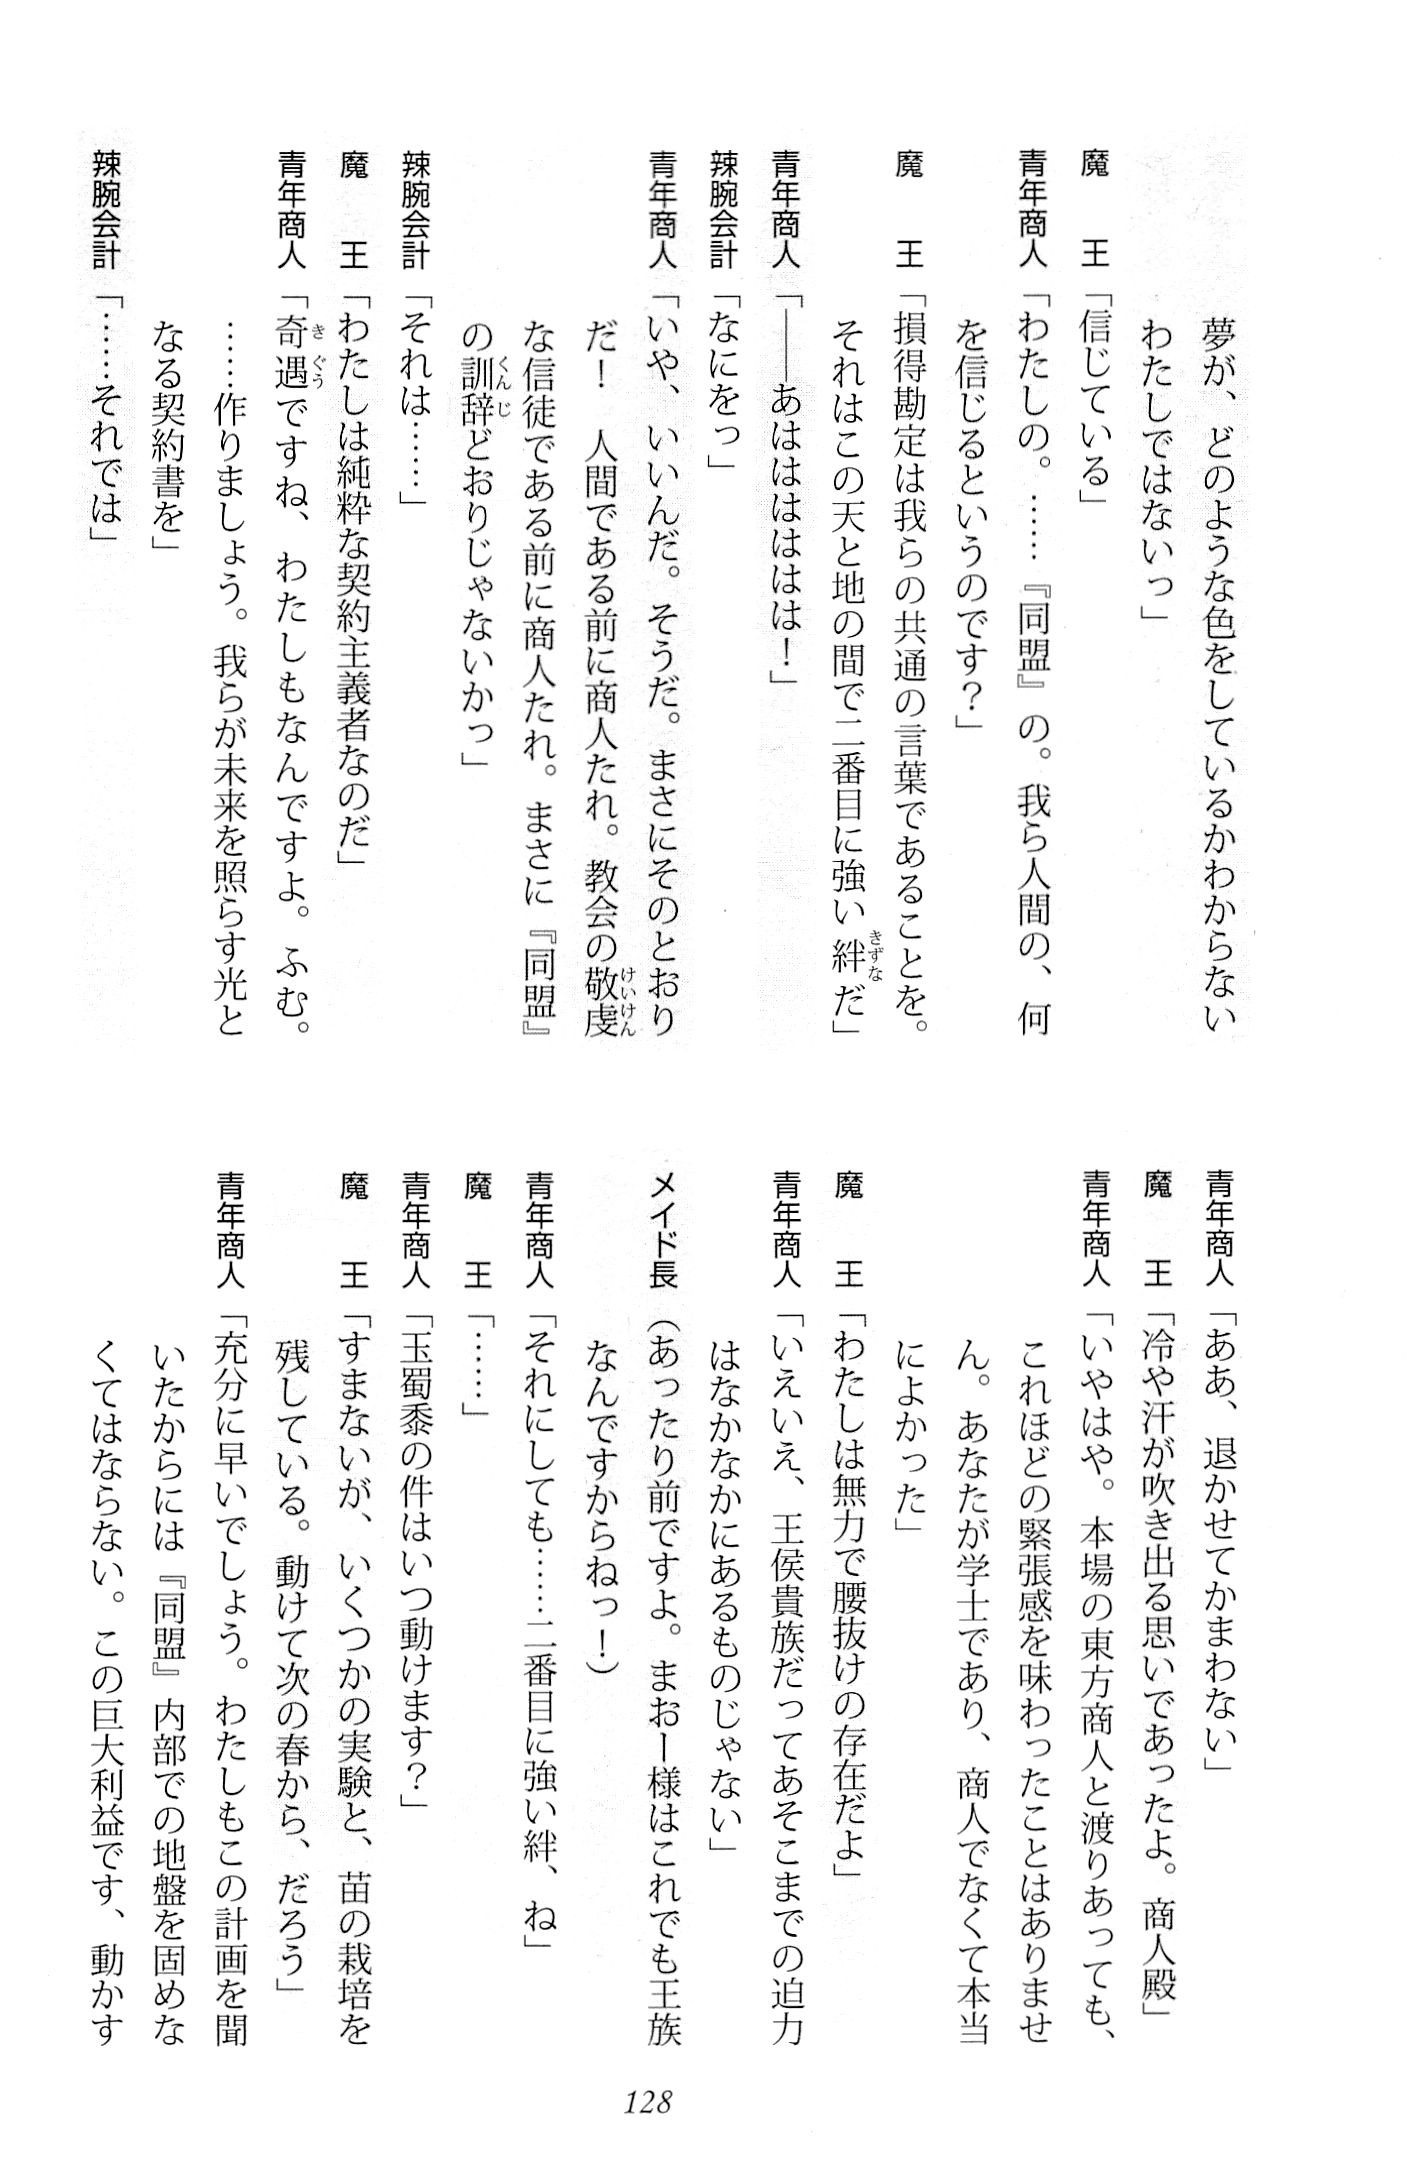 夢が、どのような色をしているかわからない
わたしではないっ」
魔　王「信じている」
青年商人「わたしの。……『同盟』の。我ら人間の、何
を信じるというのです？」
魔　王「損得勘定は我らの共通の言葉であることを。
それはこの天と地の間で二番目に強い絆だ」
青年商人「――あはははははは！」
辣腕会計「なにをっ」
青年商人「いや、いいんだ。そうだ。まさにそのとおり
だ！　人間である前に商人たれ。教会の敬虔
な信徒である前に商人たれ。まさに『同盟』
の訓辞どおりじゃないかっ」
辣腕会計「それは……」
魔　王「わたしは純粋な契約主義者なのだ」
青年商人「奇遇ですね、わたしもなんですよ。ふむ。
……作りましょう。我らが未来を照らす光と
なる契約書を」
辣腕会計「……それでは」
青年商人「ああ、退かせてかまわない」
魔　王「冷や汗が吹き出る思いであったよ。商人殿」
青年商人「いやはや。本場の東方商人と渡りあっても、
これほどの緊張感を味わったことはありませ
ん。あなたが学士であり、商人でなくて本当
によかった」
魔　王「わたしは無力で腰抜けの存在だよ」
青年商人「いえいえ、王侯貴族だってあそこまでの迫力
はなかなかにあるものじゃない」
メイド長（あったり前ですよ。まおー様はこれでも王族
なんですからねっ！）
青年商人「それにしても……二番目に強い絆、ね」
魔　王「……」
青年商人「玉蜀黍の件はいつ動けます？」
魔　王「すまないが、いくつかの実験と、苗の栽培を
残している。動けて次の春から、だろう」
青年商人「充分に早いでしょう。わたしもこの計画を聞
いたからには『同盟』内部での地盤を固めな
くてはならない。この巨大利益です、動かす
128